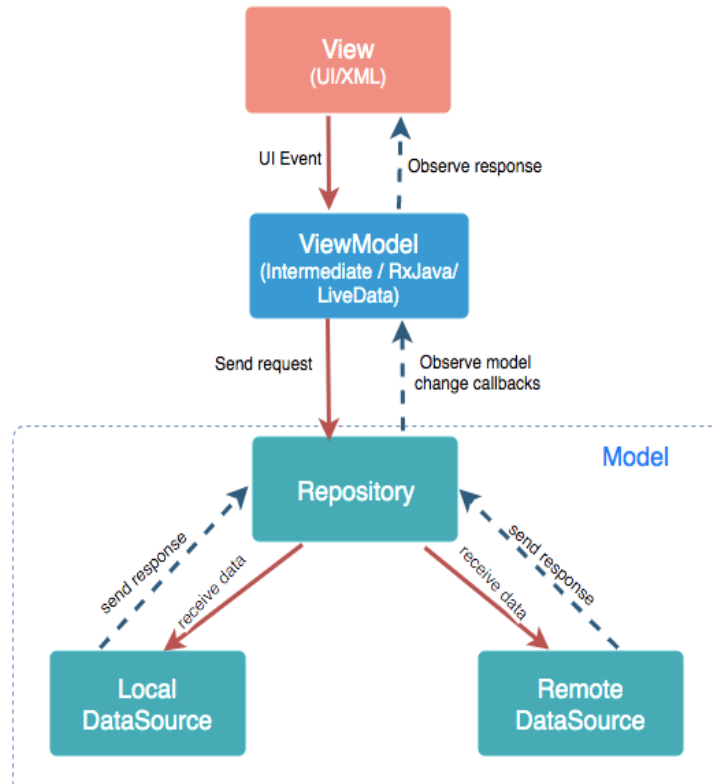 View
(UI/XML)
UI Event
Observe response
ViewModel
(Intermediate / RxJava/
LiveData)
Send request
Observe model
change callbacks
Model
Repository
send response
receive data
receive data
send response
Local
DataSource
Remote
DataSource